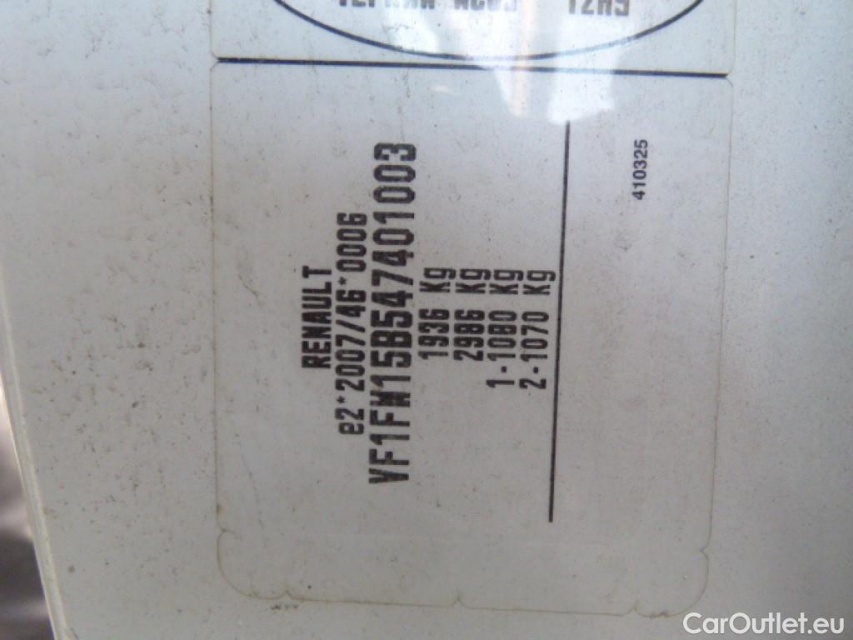 RENAULT
e2*2007/46*0006
VF1FW15B547401003
1936 Kg
2986 Kg
1-1080 Kg
2-1070 Kg
410325
CarOutlet.eu